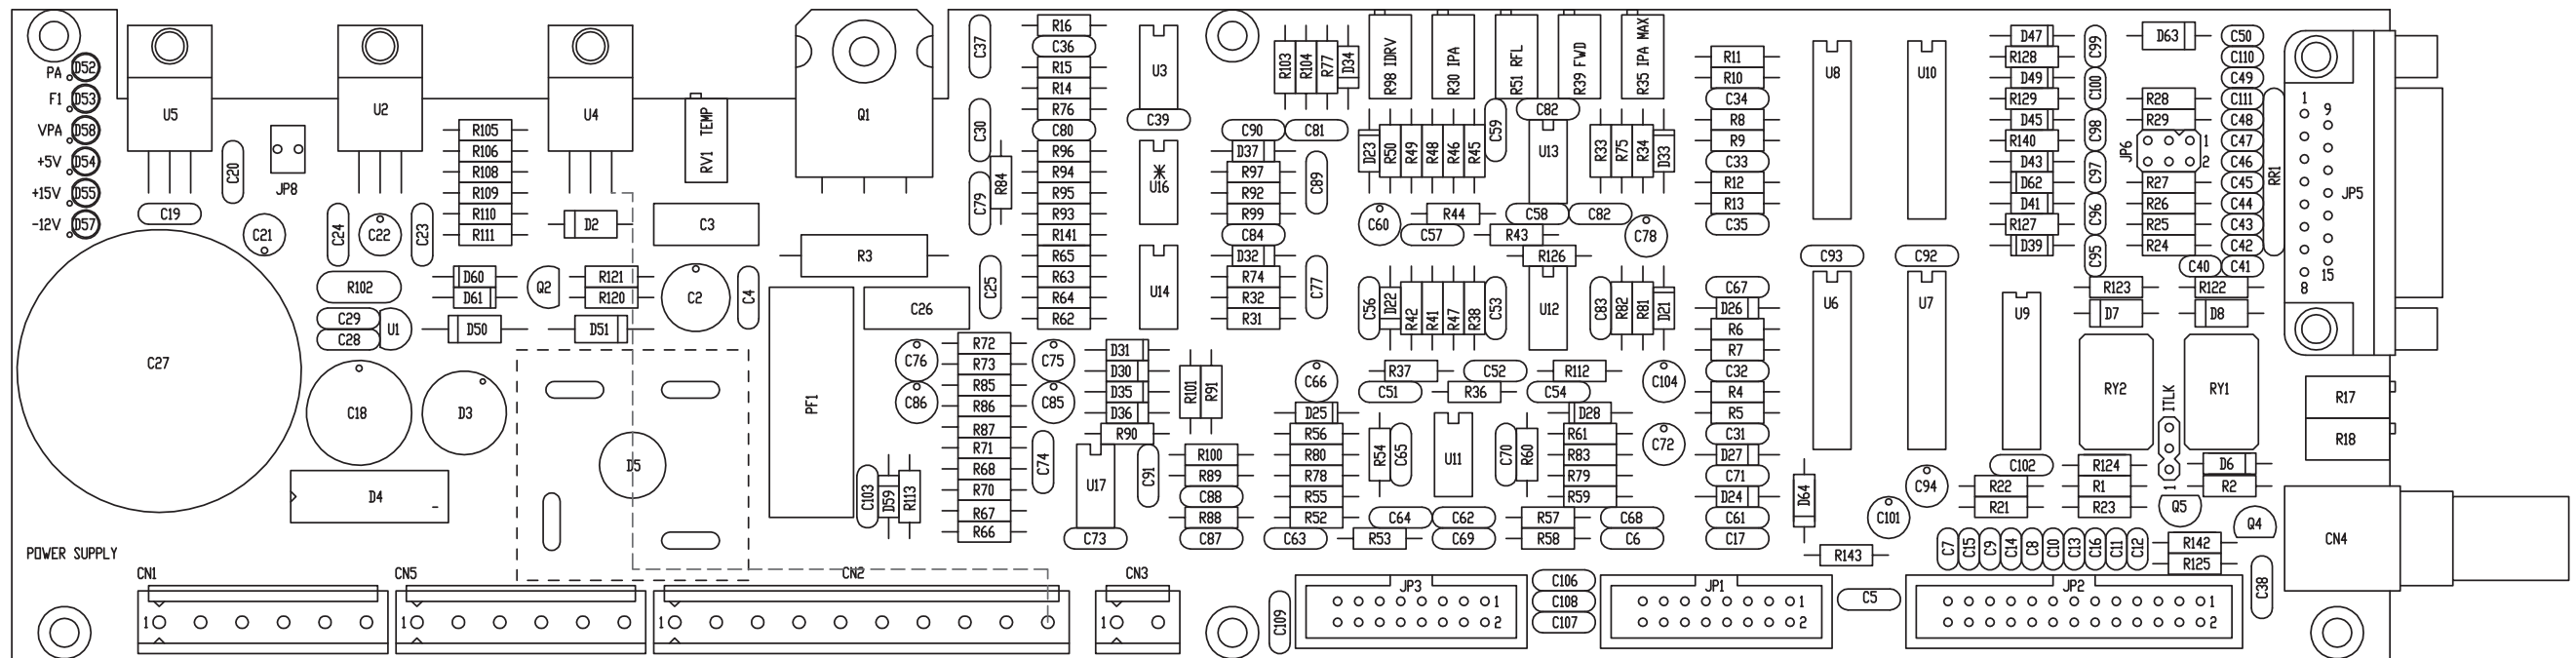 PA D52
F1 D53
VPA D58
+5V D54
+15V D55
-12V D57
U5
C19
C20
C21
JP8
U2
C24
C22
C23
R102
C29
C28
U1
C27
C18
D3
D4
-
POWER SUPPLY
R105
R106
R108
R109
R110
R111
D60
D61
D50
U4
D2
Q2
R121
R120
D51
D5
RV1 TEMP
C3
C2
C4
Q1
R3
PF1
C26
C76
C86
C103
D59
R113
C37
C30
C79
R84
C25
R72
R73
R85
R86
R87
R71
R68
R70
R67
R66
R16
C36
R15
R14
R76
C80
R96
R94
R95
R93
R141
R65
R63
R64
R62
C75
C85
C74
U3
C39
U16
U14
D31
D30
D35
D36
R90
R101
R91
U17
C91
C73
R100
R89
C88
R88
C87
R103
R104
R77
D34
C90
C81
D37
R97
R92
R99
C84
D32
R74
R32
R31
C89
C77
C66
D25
R56
R80
R78
R55
R52
C63
R98 IDRV
R30 IPA
R51 RFL
R39 FWD
R35 IPA MAX
D23
R50
R49
R48
R46
R45
C59
C82
U13
R33
R75
R34
D33
C60
R44
C57
C58
C82
R43
C78
R126
C56
D22
R42
R41
R47
R38
C53
U12
C83
R82
R81
D21
R37
C52
R112
C51
R36
C54
C104
R54
C65
U11
C70
R60
D28
R61
R83
R79
R59
C72
C64
C62
R57
C68
R53
C69
R58
C6
R11
R10
C34
R8
R9
C33
R12
R13
C35
C67
D26
R6
R7
C32
R4
R5
C31
D27
C71
D24
C61
C17
U8
U10
C93
C92
U6
U7
D64
C94
C101
R143
D47
R128
D49
R129
D45
R140
D43
D62
D41
R127
D39
C99
C100
C98
C97
C96
C95
D63
R28
R29
JP6
1
2
R27
R26
R25
R24
C50
C110
C49
C111
C48
C47
C46
C45
C44
C43
C42
C40
C41
RR1
1
9
15
8
JP5
R123
R122
D7
D8
U9
RY2
RY1
ITLK
1
R17
R18
C102
R22
R21
R124
R1
R23
D6
R2
Q5
Q4
C7
C15
C9
C14
C8
C10
C13
C16
C11
C12
R142
R125
C38
CN4
CN1
1
CN5
1
CN2
1
CN3
1
C109
JP3
1
2
C106
C108
C107
JP1
1
2
C5
JP2
1
2